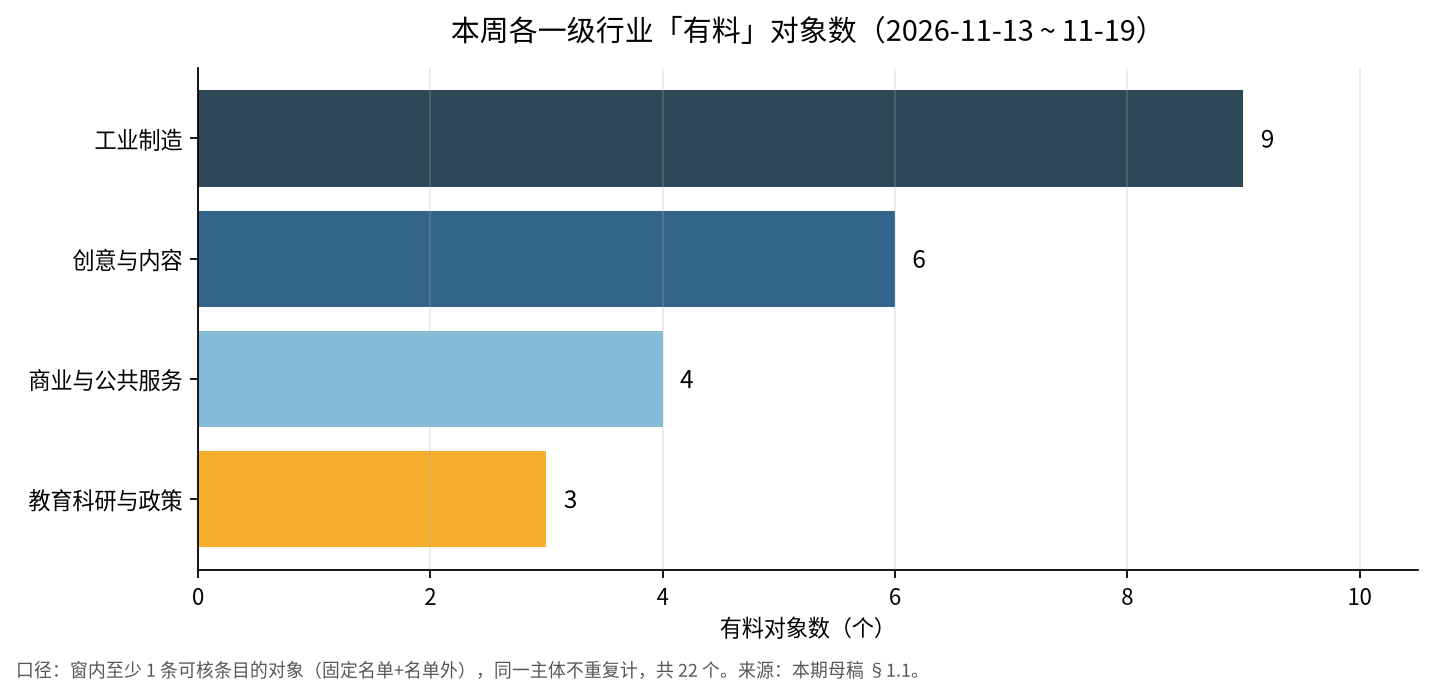 本周各一级行业「有料」对象数（2026-11-13 ~ 11-19）
工业制造
9
创意与内容
6
商业与公共服务
4
教育科研与政策
3
0 2 4 6 8 10
有料对象数（个）
口径：窗内至少 1 条可核条目的对象（固定名单+名单外），同一主体不重复计，共 22 个。来源：本期母稿 §1.1。